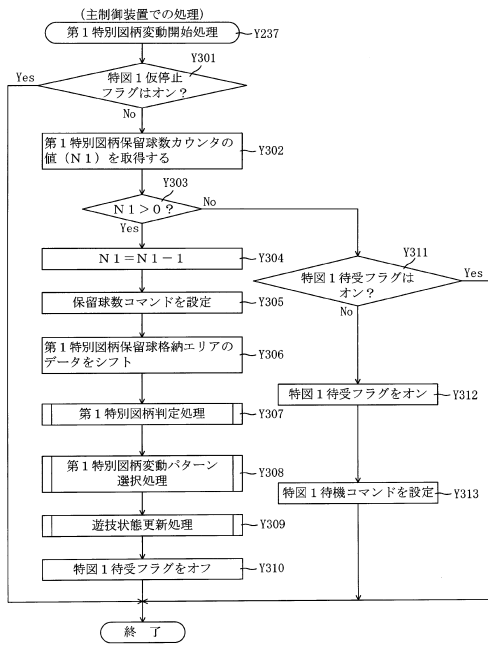 (主制御装置での処理)
第1特別図柄変動開始処理
Y237
Y301
特図1仮停止
フラグはオン?
Yes
No
第1特別図柄保留球数カウンタの
値(N1)を取得する
Y302
Y303
N1>0?
No
Yes
N1=N1-1
Y304
保留球数コマンドを設定
Y305
第1特別図柄保留球格納エリアの
データをシフト
Y306
第1特別図柄判定処理
Y307
第1特別図柄変動パターン
選択処理
Y308
遊技状態更新処理
Y309
特図1待受フラグをオフ
Y310
Y311
特図1待受フラグは
オン?
Yes
No
特図1待受フラグをオン
Y312
特図1待機コマンドを設定
Y313
終了